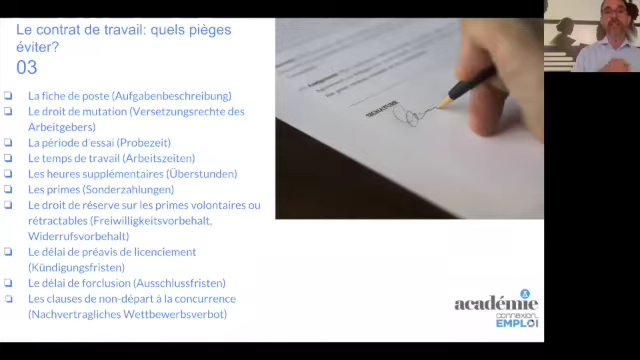 Le contrat de travail: quels pièges
éviter?
03
La fiche de poste (Aufgabenbeschreibung)
Le droit de mutation (Versetzungsrechte des
Arbeitgebers)
La période d'essai (Probezeit)
Le temps de travail (Arbeitszeiten)
Les heures supplémentaires (Überstunden)
Les primes (Sonderzahlungen)
Le droit de réserve sur les primes volontaires ou
rétractables (Freiwilligkeitsvorbehalt,
Widerrufsvorbehalt)
Le délai de préavis de licenciement
(Kündigungsfristen)
Le délai de forclusion (Ausschlussfristen)
Les clauses de non-départ à la concurrence
(Nachvertragliches Wettbewerbsverbot)
SIGNATURE
académie
connexion
EMPLOI